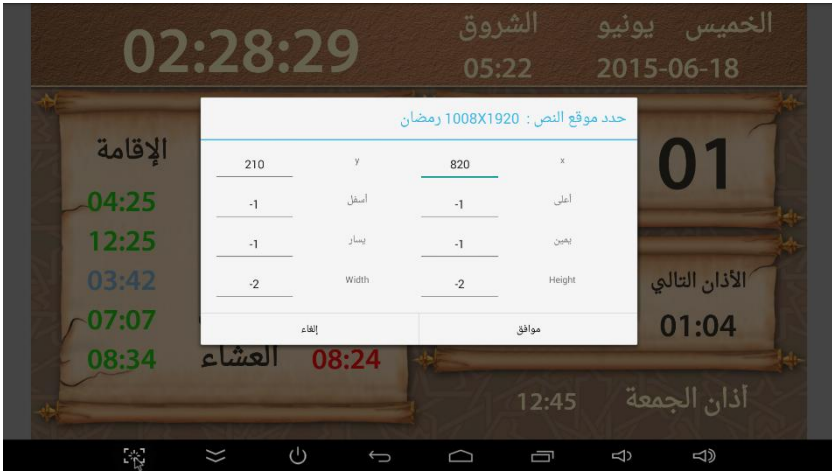 الخميس يونيو
2015-06-18
الشروق
05:22
02:28:29
حدد موقع النص : 1008X1920 رمضان
x 820 y 210
أعلى -1 أسفل -1
يمين -1 يسار -1
Height -2 Width -2
موافق إلغاء
01
الأذان التالي
01:04
أذان الجمعة 12:45
الإقامة
04:25
12:25
03:42
07:07
08:24 العشاء 08:34